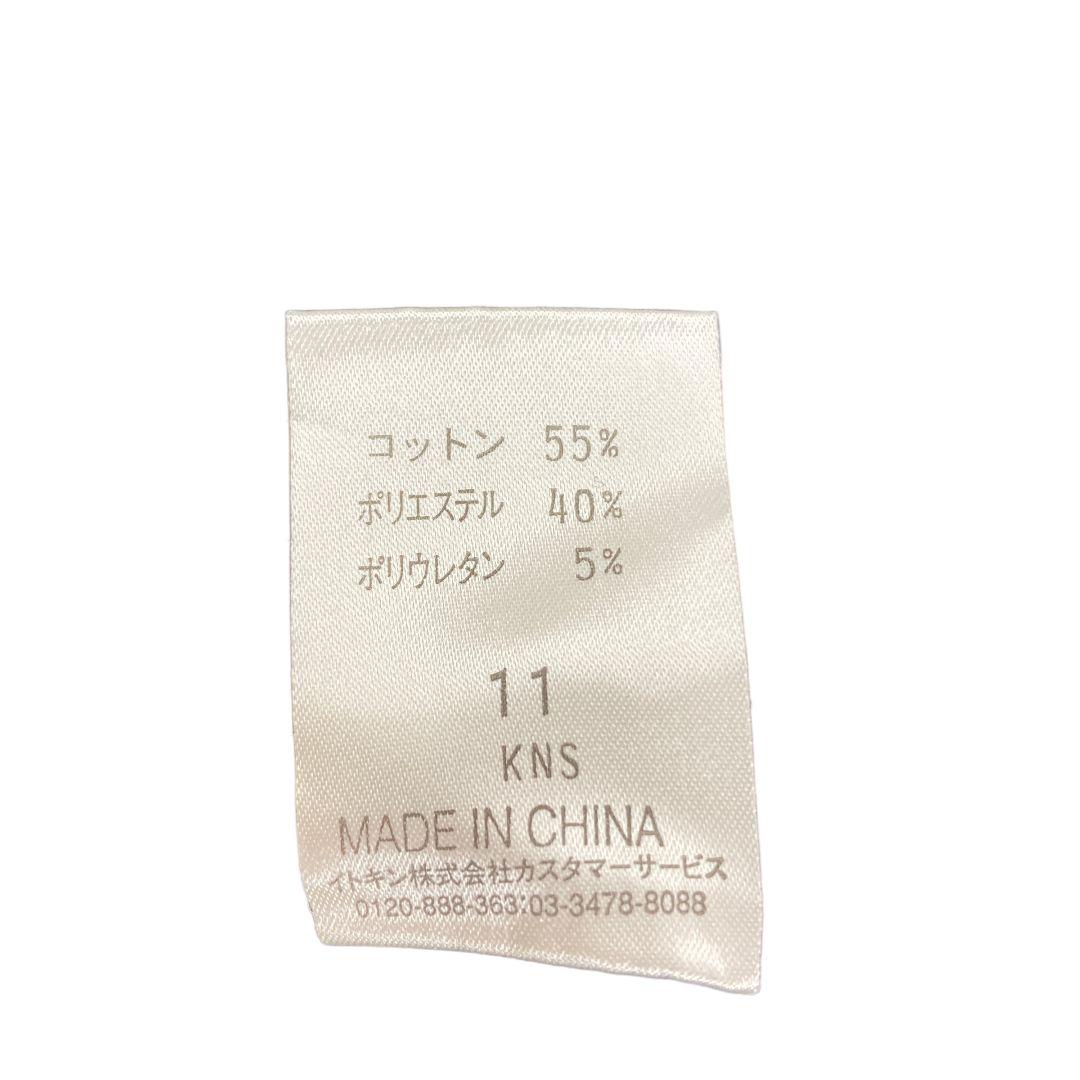 コットン 55%
ポリエステル 40%
ポリウレタン 5%
11
KNS
MADE IN CHINA
イトキン株式会社カスタマーサービス
0120-888-363:03-3478-8088